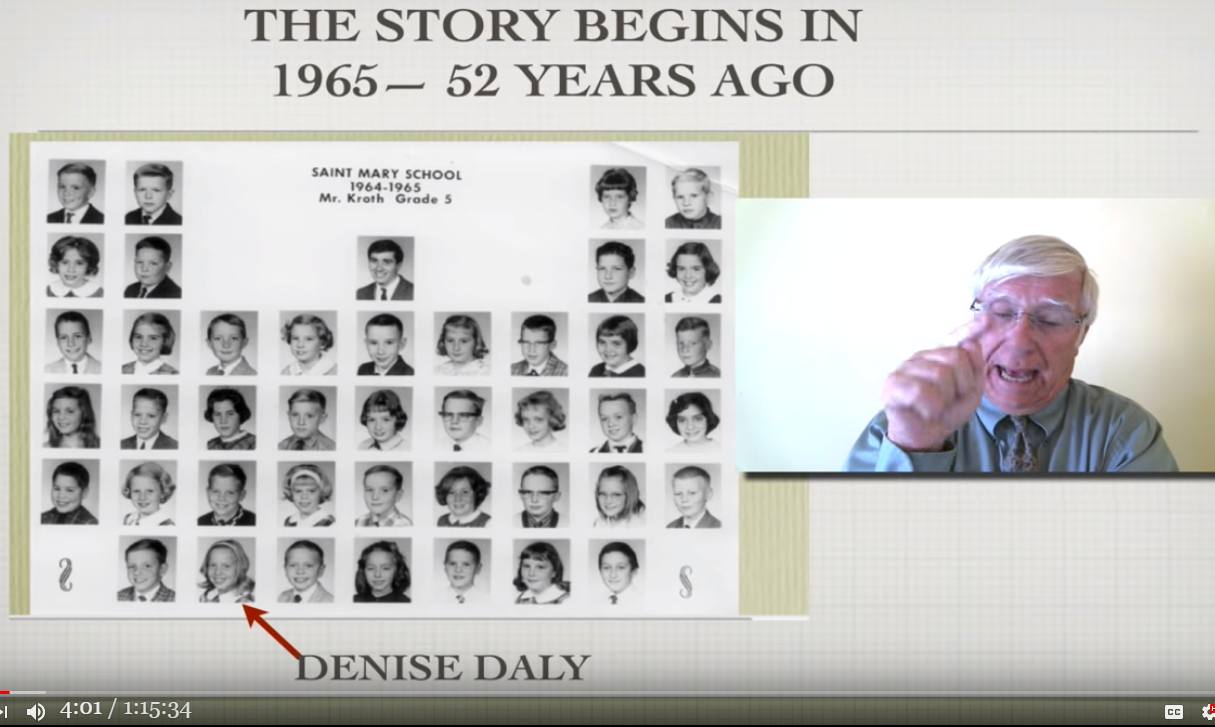 THE STORY BEGINS IN
1965— 52 YEARS AGO
SAINT MARY SCHOOL
1964-1965
Mr. Kroth Grade 5
DENISE DALY
4:01 / 1:15:34
CC